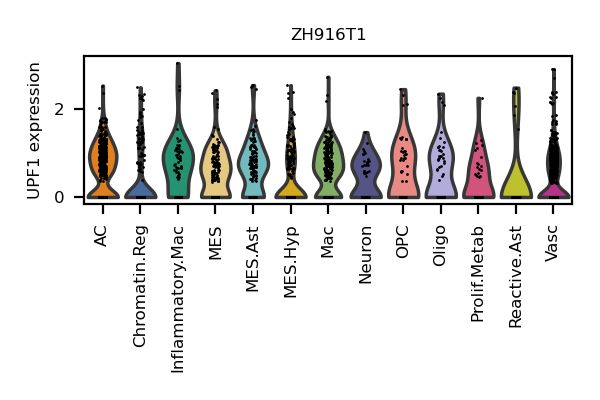 ZH916T1
UPF1 expression
2
0
AC
Chromatin.Reg
Inflammatory.Mac
MES
MES.Ast
MES.Hyp
Mac
Neuron
OPC
Oligo
Prolif.Metab
Reactive.Ast
Vasc